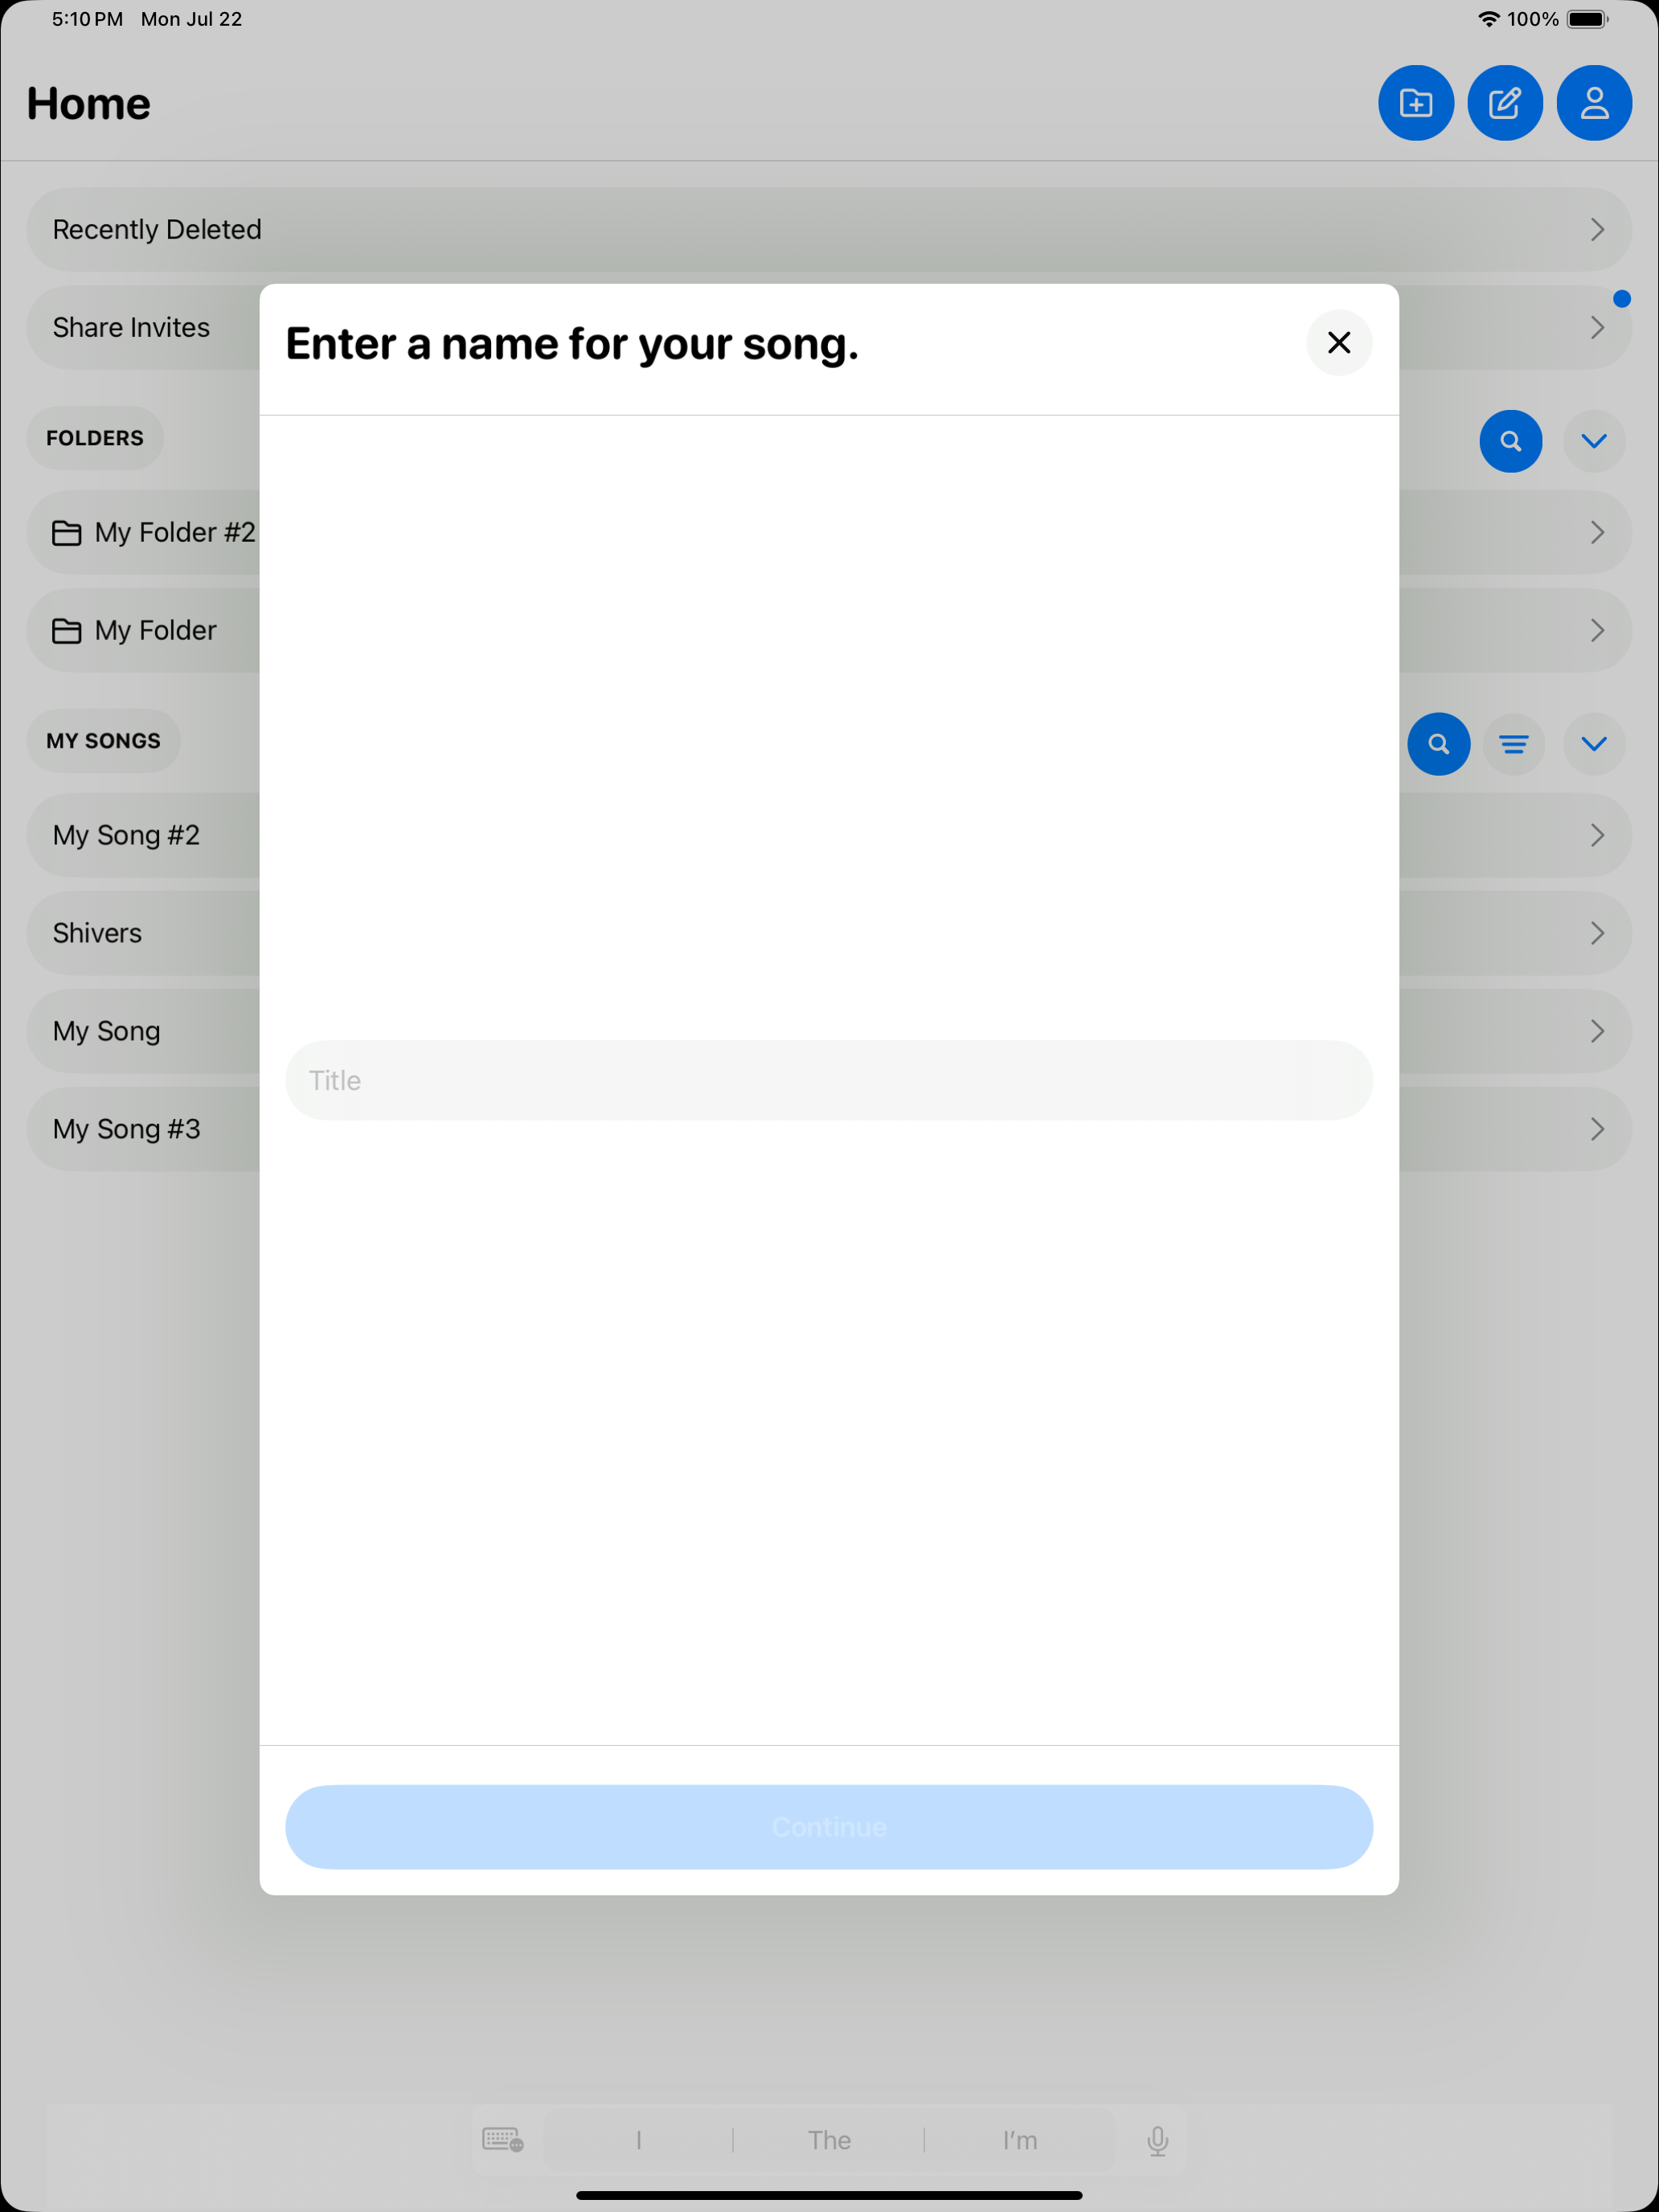 5:10 PM Mon Jul 22
100%
Home
Recently Deleted
Share Invites
Enter a name for your song.
FOLDERS
My Folder #2
My Folder
MY SONGS
My Song #2
Shivers
My Song
Title
My Song #3
Continue
I The I'm